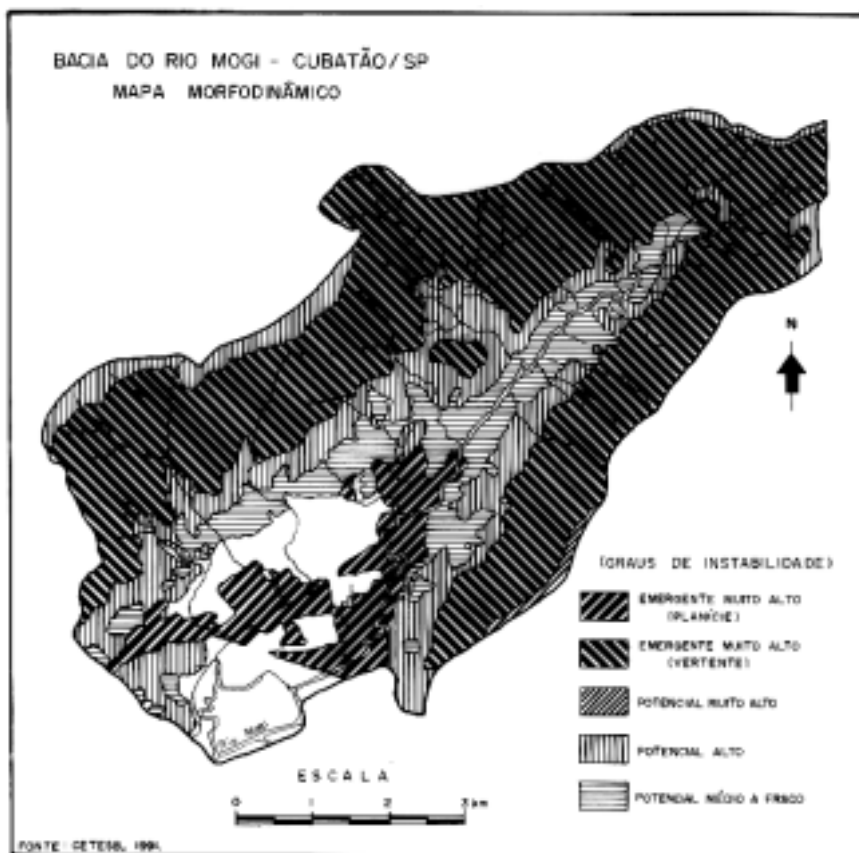 BACIA DO RIO MOGI - CUBATÃO/SP
MAPA MORFODINÂMICO
N
(GRAUS DE INSTABILIDADE)
EMERGENTE MUITO ALTO
(PLANÍCIE)
EMERGENTE MUITO ALTO
(VERTENTE)
POTENCIAL MUITO ALTO
POTENCIAL ALTO
POTENCIAL MÉDIO A FRACO
ESCALA
0 1 2 3 km
FONTE: CETESB, 1991.